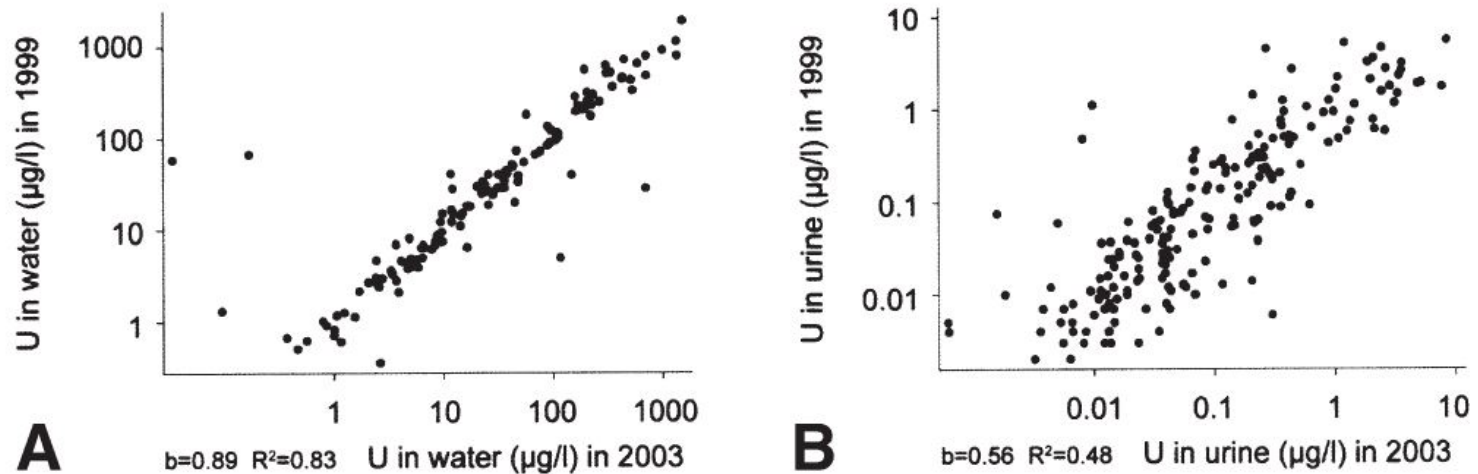 U in water (µg/l) in 1999
1000
100
10
1
1 10 100 1000
A b=0.89 R²=0.83 U in water (µg/l) in 2003
U in urine (µg/l) in 1999
10
1
0.1
0.01
0.01 0.1 1 10
B b=0.56 R²=0.48 U in urine (µg/l) in 2003